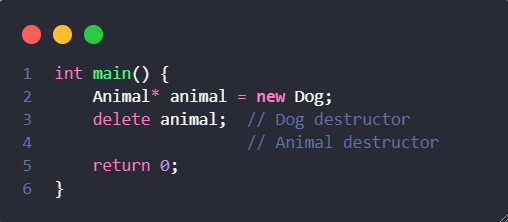 1 int main() {
2     Animal* animal = new Dog;
3     delete animal;  // Dog destructor
4                     // Animal destructor
5     return 0;
6 }